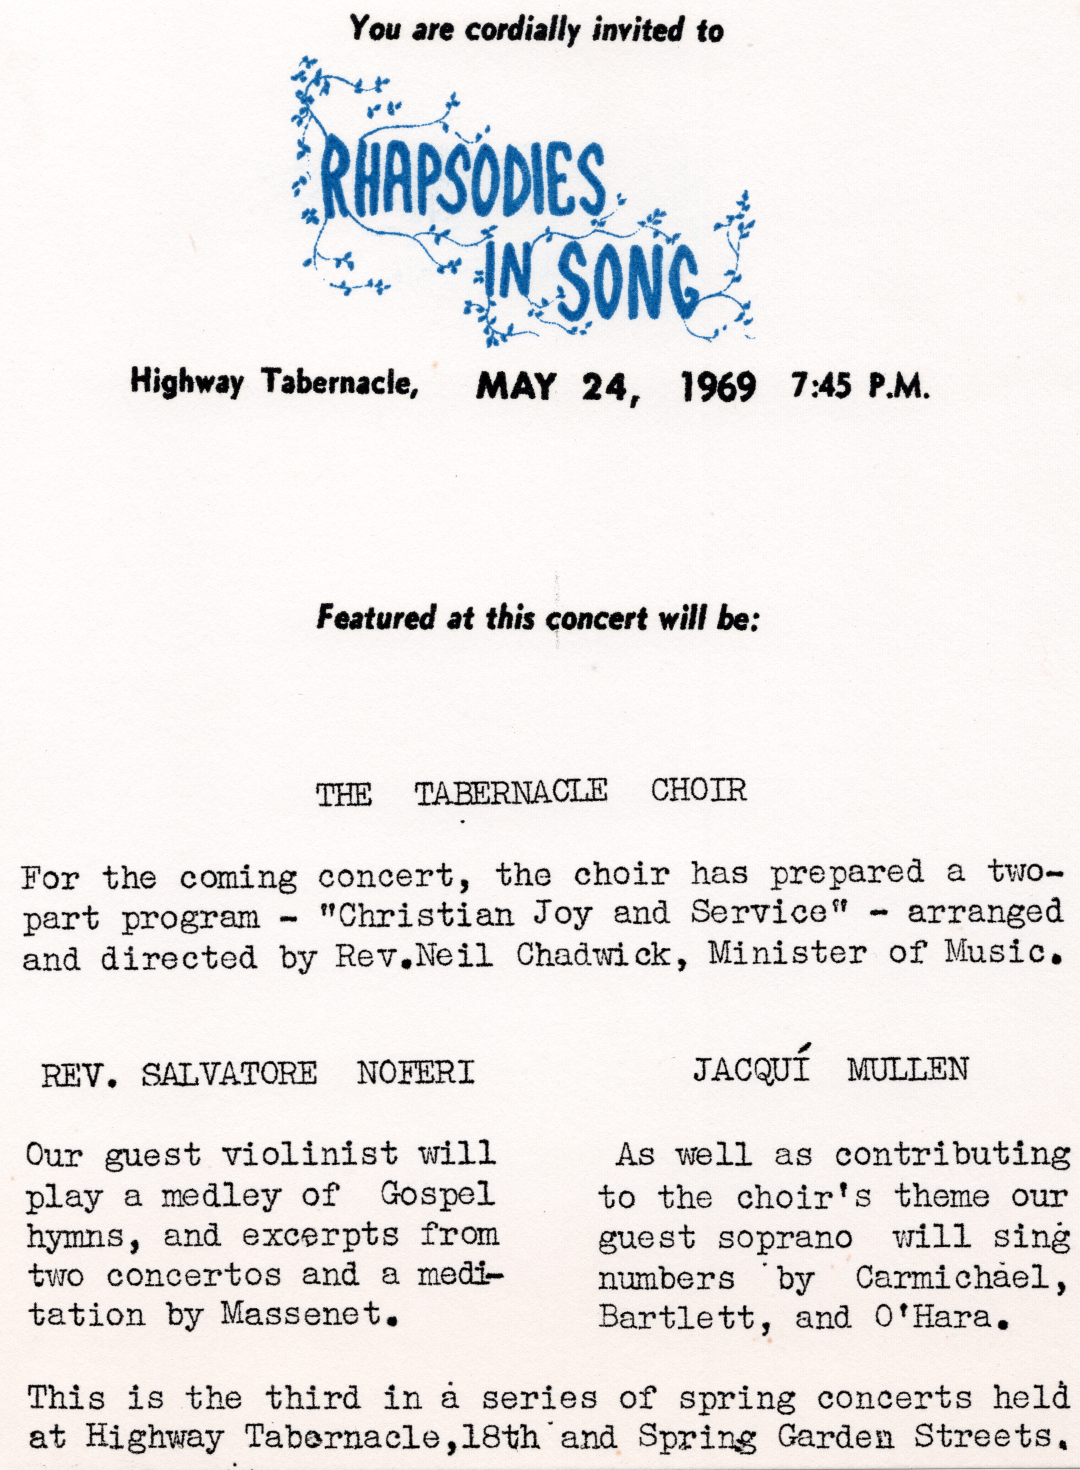 You are cordially invited to
RHAPSODIES
IN SONG
Highway Tabernacle, MAY 24, 1969 7:45 P.M.
Featured at this concert will be:
THE TABERNACLE CHOIR
For the coming concert, the choir has prepared a two-
part program - "Christian Joy and Service" - arranged
and directed by Rev.Neil Chadwick, Minister of Music.
REV. SALVATORE NOFERI
Our guest violinist will
play a medley of Gospel
hymns, and excerpts from
two concertos and a medi-
tation by Massenet.
JACQUÍ MULLEN
As well as contributing
to the choir's theme our
guest soprano will sing
numbers by Carmichael,
Bartlett, and O'Hara.
This is the third in a series of spring concerts held
at Highway Tabernacle,18th and Spring Garden Streets.